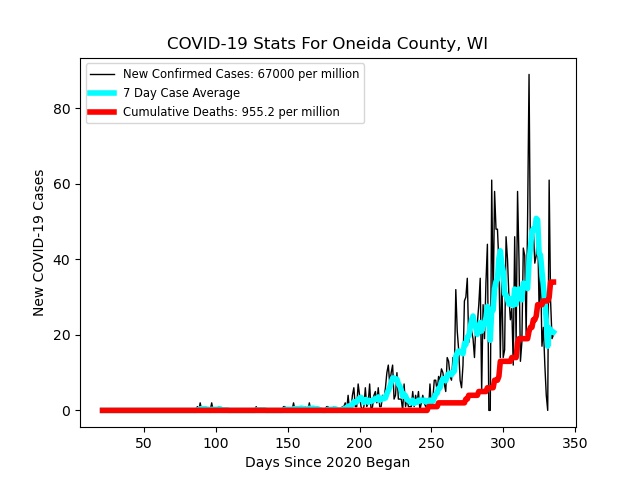 COVID-19 Stats For Oneida County, WI
New Confirmed Cases: 67000 per million
7 Day Case Average
Cumulative Deaths: 955.2 per million
New COVID-19 Cases
80
60
40
20
0
50 100 150 200 250 300 350
Days Since 2020 Began